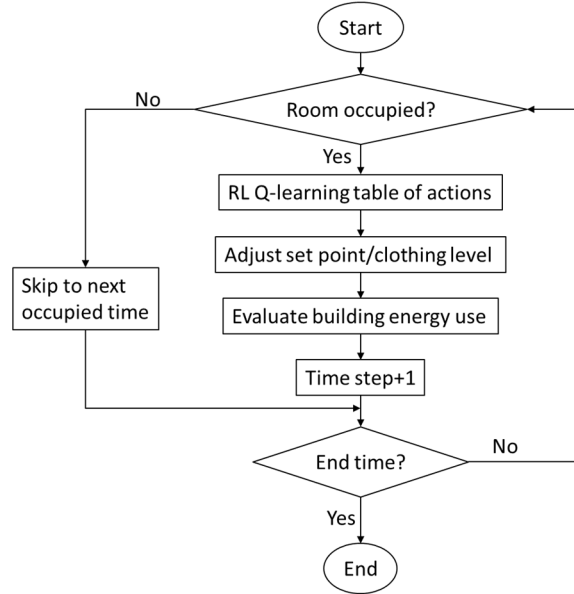 Start
Room occupied?
No
Yes
RL Q-learning table of actions
Adjust set point/clothing level
Skip to next
occupied time
Evaluate building energy use
Time step+1
End time?
No
Yes
End